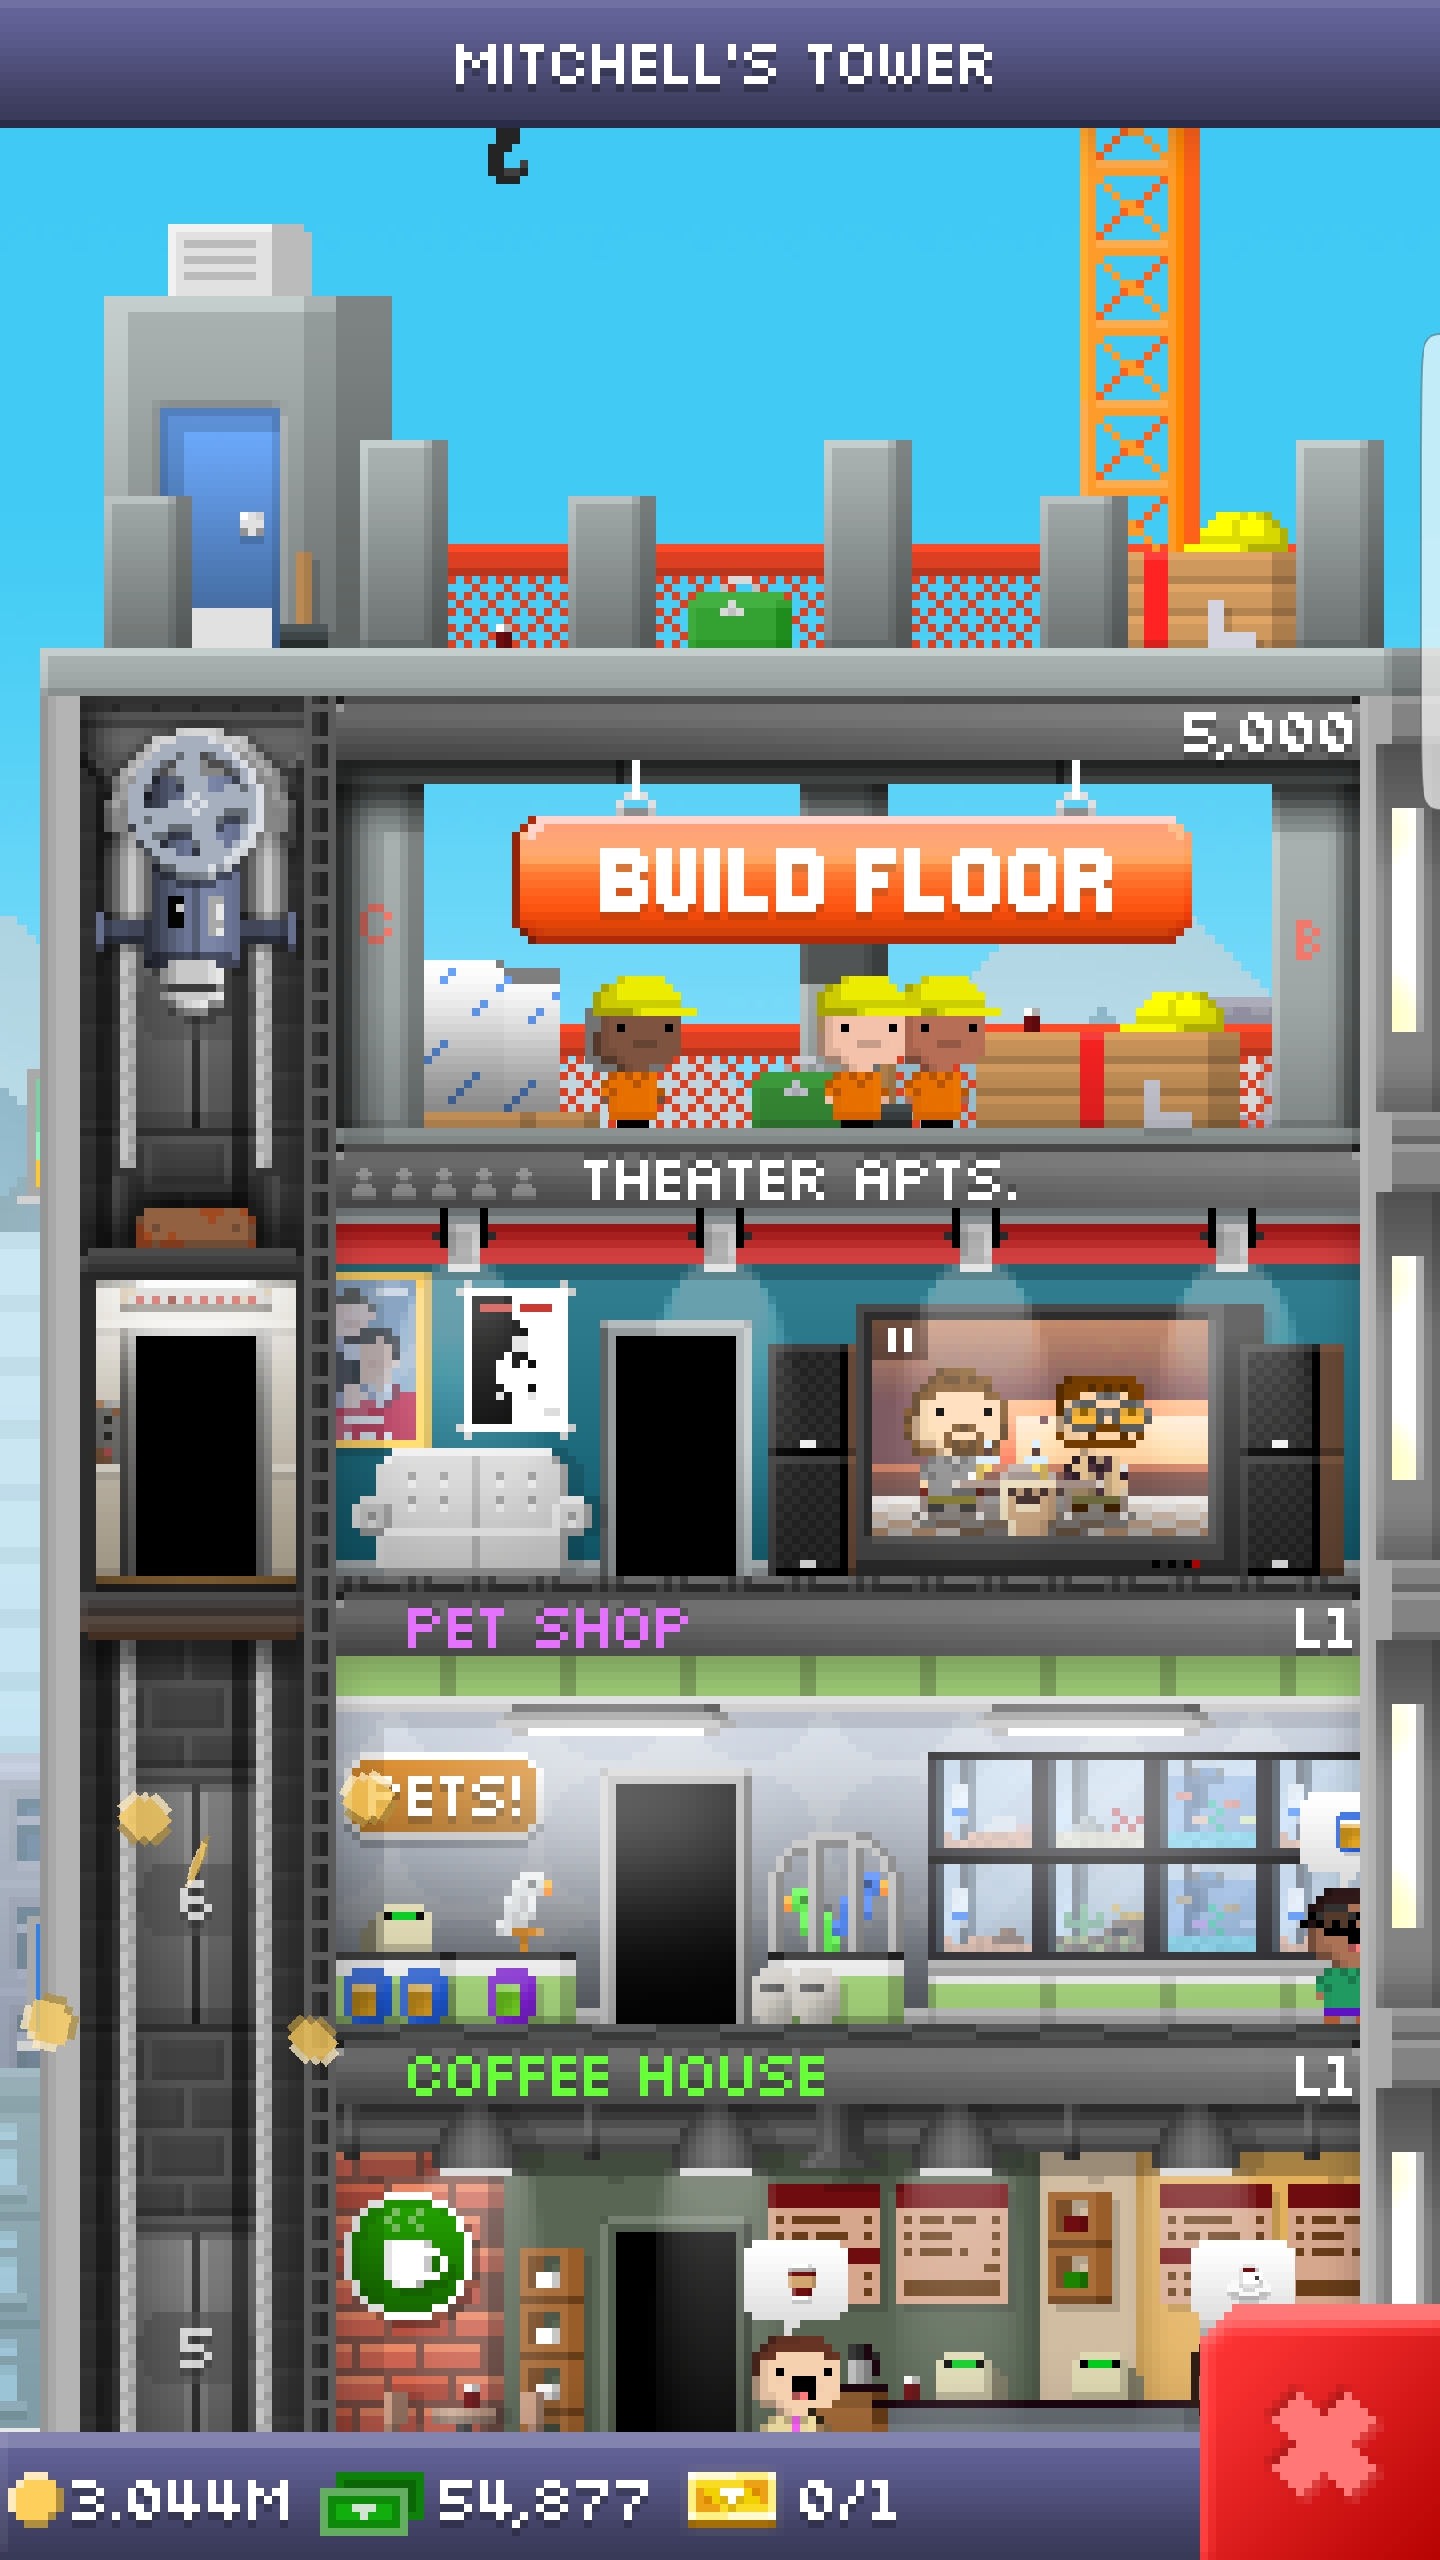 MITCHELL'S TOWER
5,000
BUILD FLOOR
C
B
THEATER APTS.
PET SHOP L1
PETS!
6
COFFEE HOUSE L1
5
3.044M 54,877 0/1